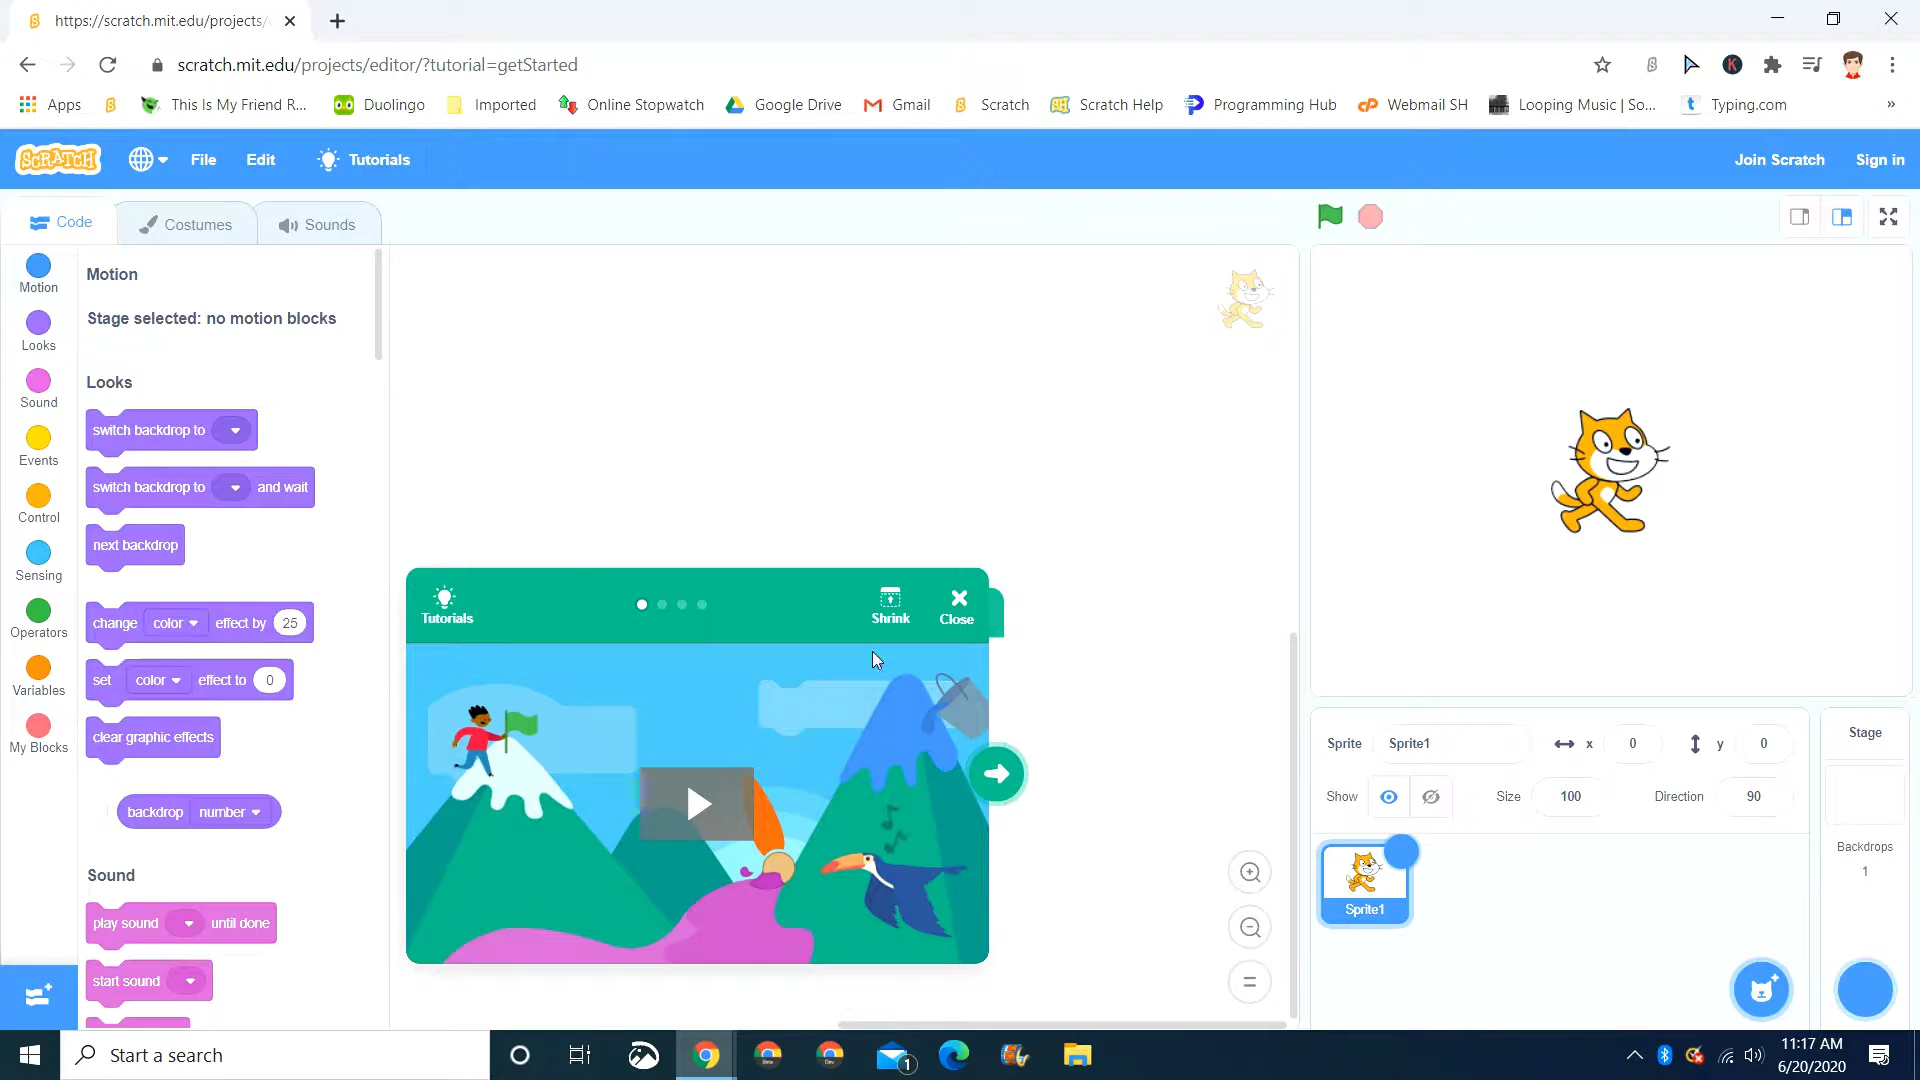 https://scratch.mit.edu/projects/
scratch.mit.edu/projects/editor/?tutorial=getStarted
K
Apps
This Is My Friend R...
Duolingo
Imported
Online Stopwatch
Google Drive
Gmail
Scratch
Scratch Help
Programming Hub
Webmail SH
Looping Music | So...
Typing.com
»
SCRATCH
File
Edit
Tutorials
Join Scratch
Sign in
Code
Costumes
Sounds
Motion
Looks
Sound
Events
Control
Sensing
Operators
Variables
My Blocks
Motion
Stage selected: no motion blocks
Looks
switch backdrop to
switch backdrop to and wait
next backdrop
change color effect by 25
set color effect to 0
clear graphic effects
backdrop number
Sound
play sound until done
start sound
Tutorials
Shrink
Close
Sprite Sprite1 x 0 y 0
Show Size 100 Direction 90
Sprite1
Stage
Backdrops
1
Start a search
Beta
Dev
1
11:17 AM
6/20/2020